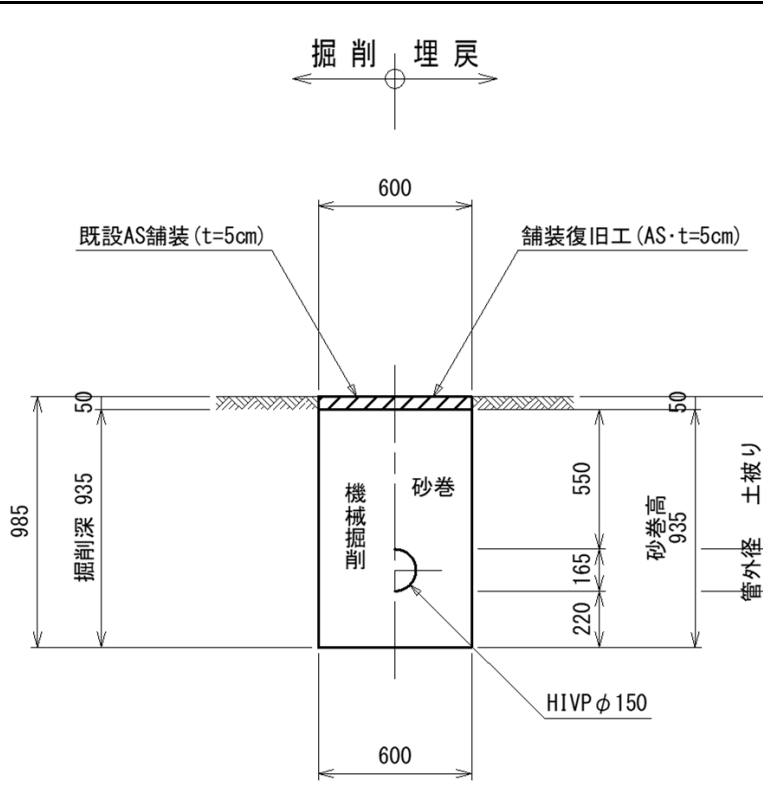 掘 削 埋 戻
600
既設AS舗装(t=5cm)
舗装復旧工(AS・t=5cm)
50
50
985
掘削深 935
機械掘削
砂巻
550
165
220
砂巻高
935
土被り
管外径
HIVPφ150
600